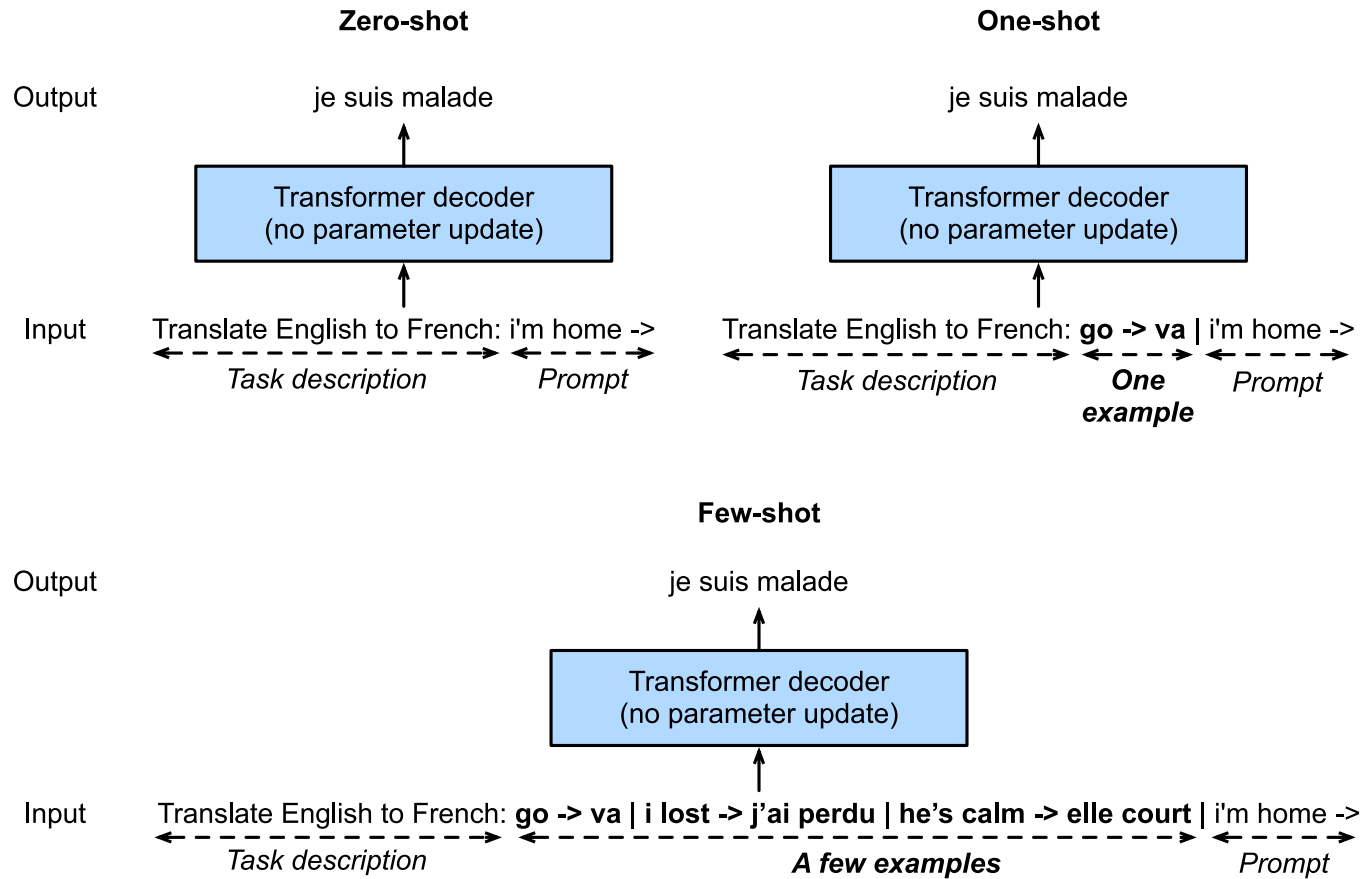 Zero-shot
One-shot
Output
je suis malade
je suis malade
Transformer decoder
(no parameter update)
Transformer decoder
(no parameter update)
Input
Translate English to French: i'm home ->
Translate English to French: go -> va | i'm home ->
Task description
Prompt
Task description
One
example
Prompt
Few-shot
Output
je suis malade
Transformer decoder
(no parameter update)
Input
Translate English to French: go -> va | i lost -> j’ai perdu | he’s calm -> elle court | i'm home ->
Task description
A few examples
Prompt